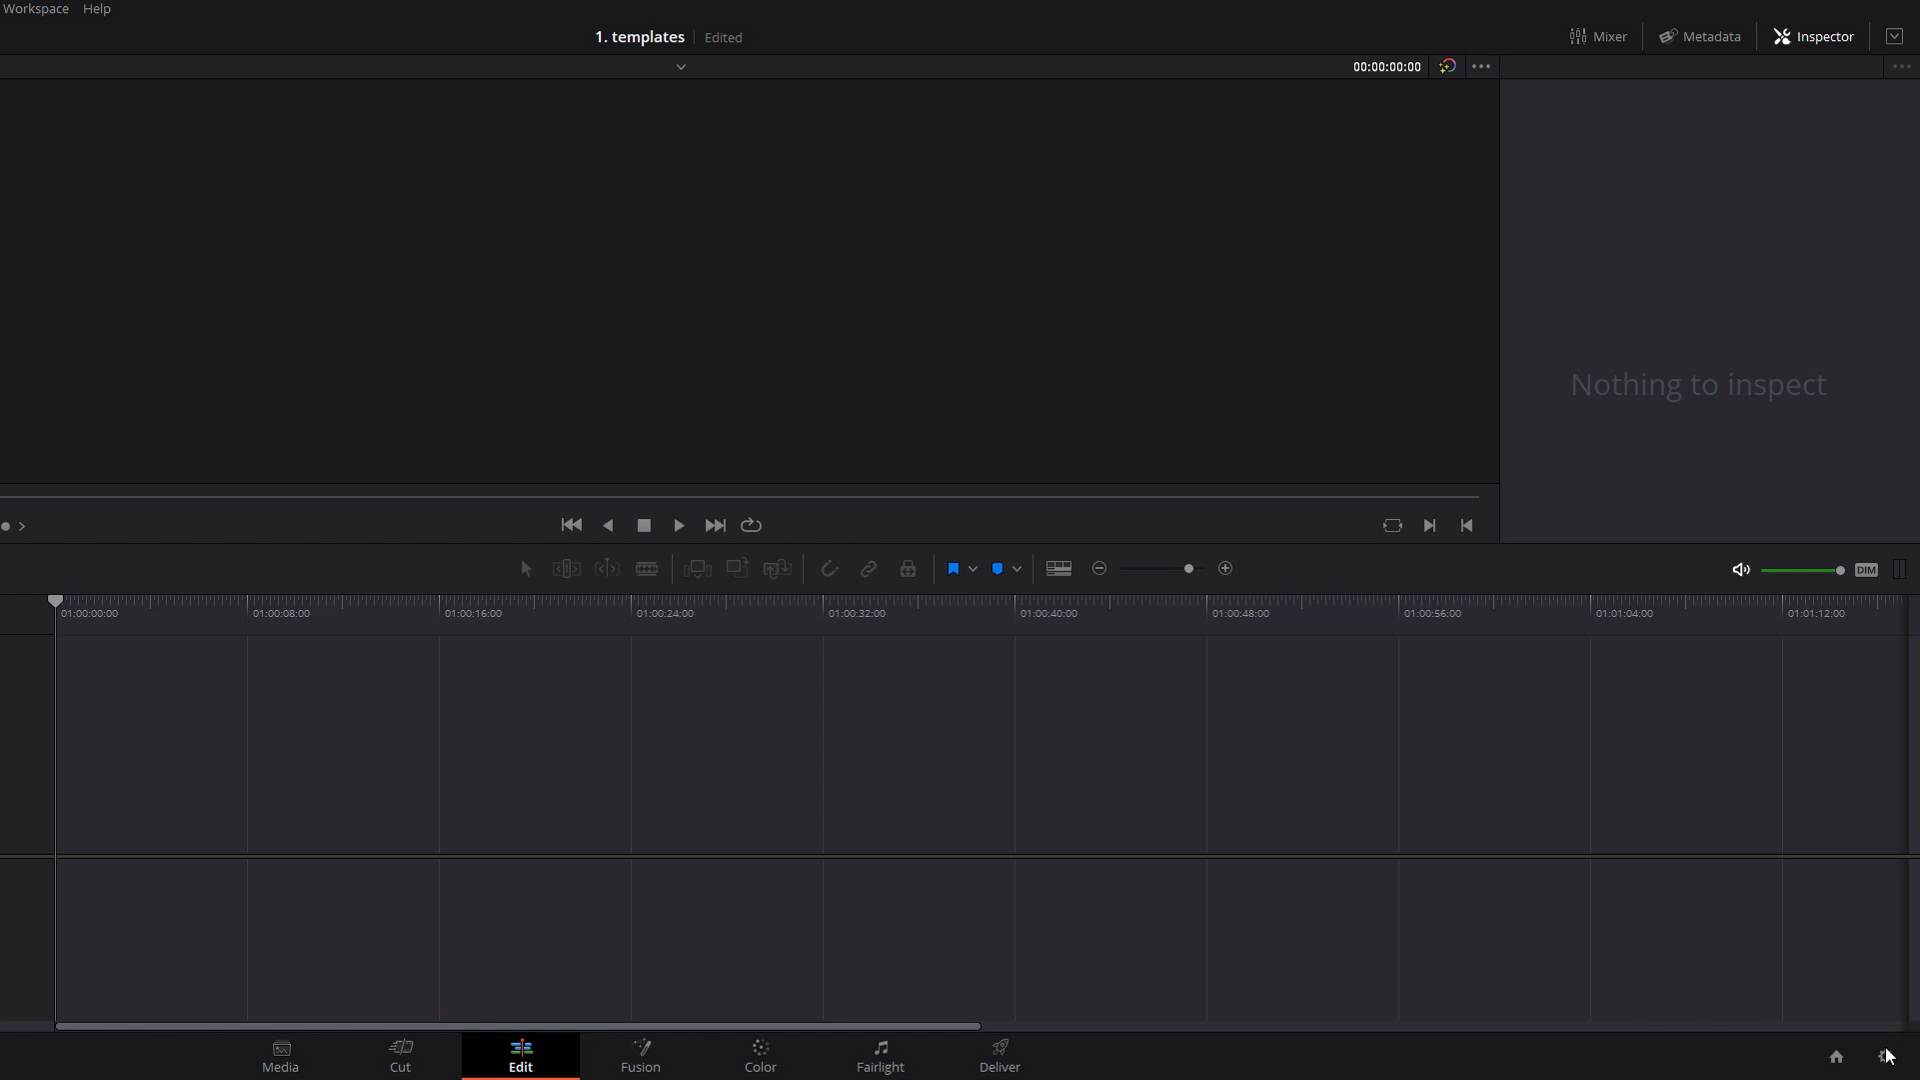 Workspace Help
1. templates Edited Mixer Metadata Inspector
00:00:00:00
Nothing to inspect
DIM
01:00:00:00 01:00:08:00 01:00:16:00 01:00:24:00 01:00:32:00 01:00:40:00 01:00:48:00 01:00:56:00 01:01:04:00 01:01:12:00
Media Cut Edit Fusion Color Fairlight Deliver